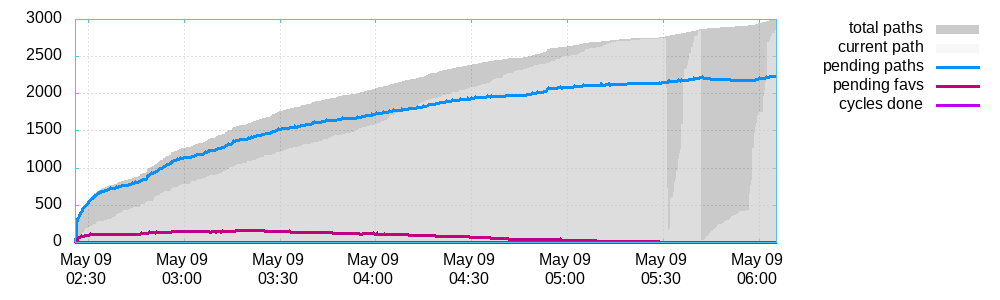 3000
2500
2000
1500
1000
500
0
May 09 02:30
May 09 03:00
May 09 03:30
May 09 04:00
May 09 04:30
May 09 05:00
May 09 05:30
May 09 06:00
total paths
current path
pending paths
pending favs
cycles done